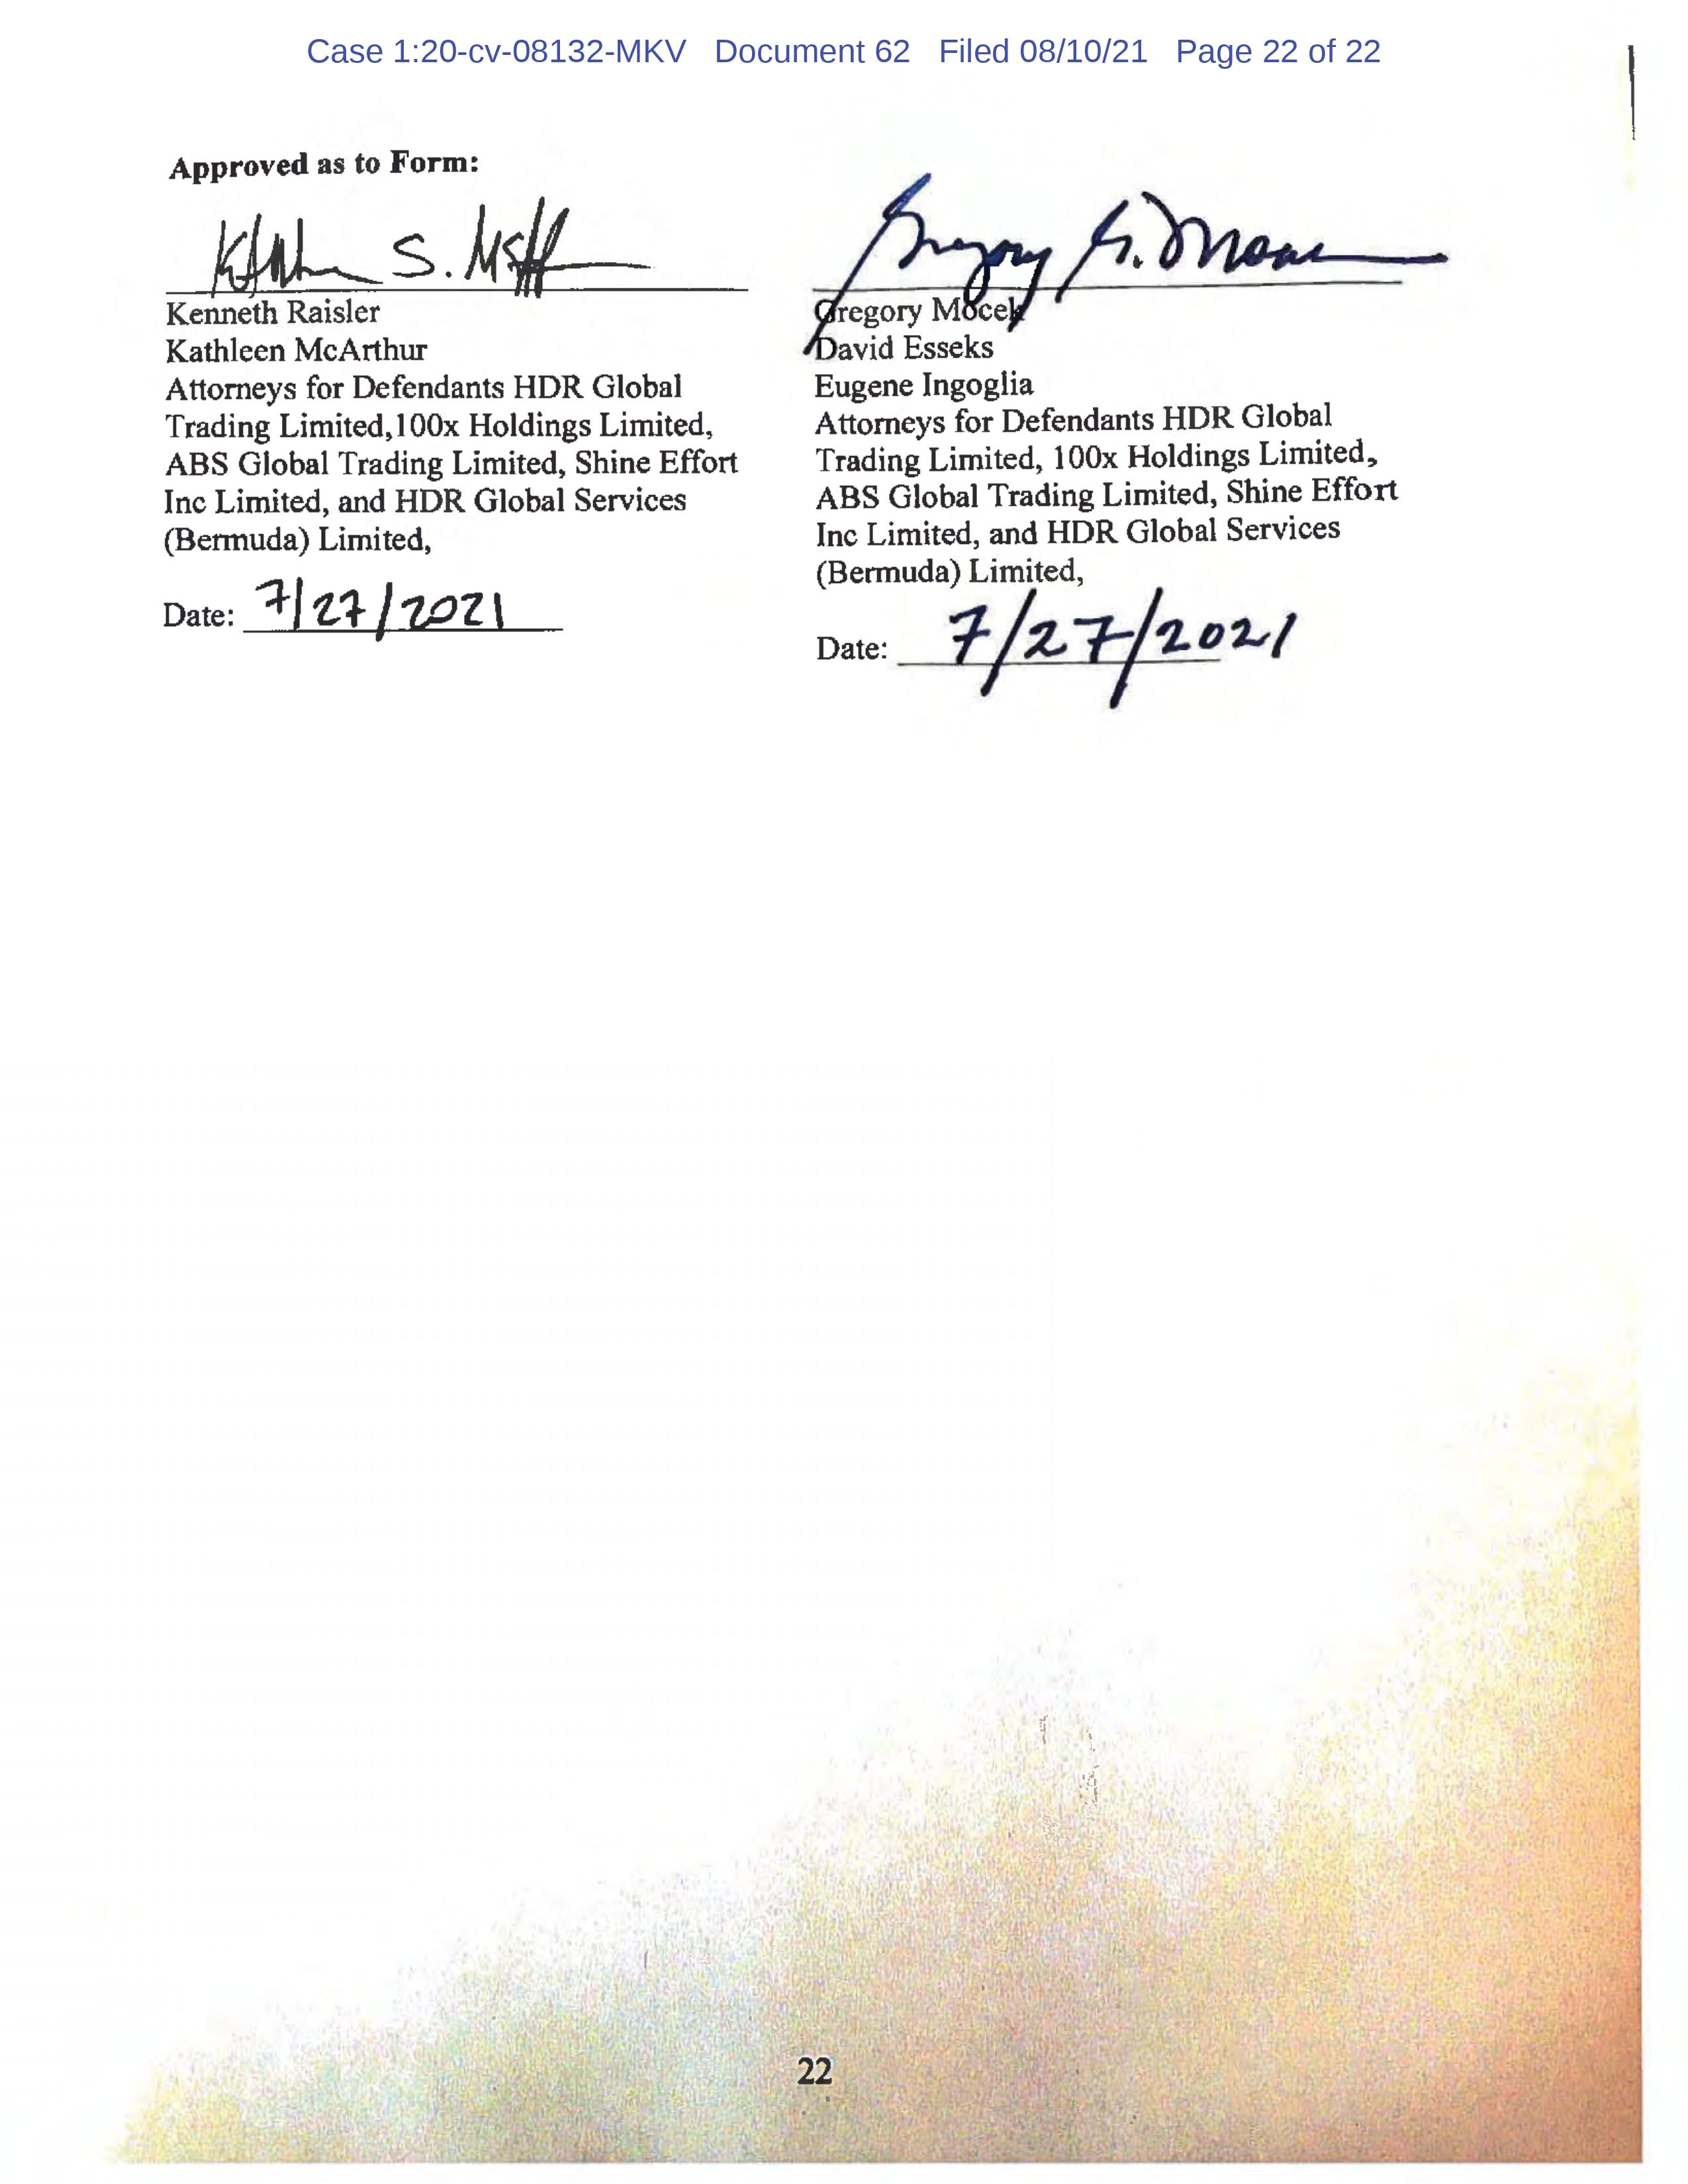 Case 1:20-cv-08132-MKV Document 62 Filed 08/10/21 Page 22 of 22
Approved as to Form:
Kenneth Raisler
Kathleen McArthur
Attorneys for Defendants HDR Global
Trading Limited,100x Holdings Limited,
ABS Global Trading Limited, Shine Effort
Inc Limited, and HDR Global Services
(Bermuda) Limited,
Date: 7/27/2021
Gregory Mocek
David Esseks
Eugene Ingoglia
Attorneys for Defendants HDR Global
Trading Limited, 100x Holdings Limited,
ABS Global Trading Limited, Shine Effort
Inc Limited, and HDR Global Services
(Bermuda) Limited,
Date: 7/27/2021
22